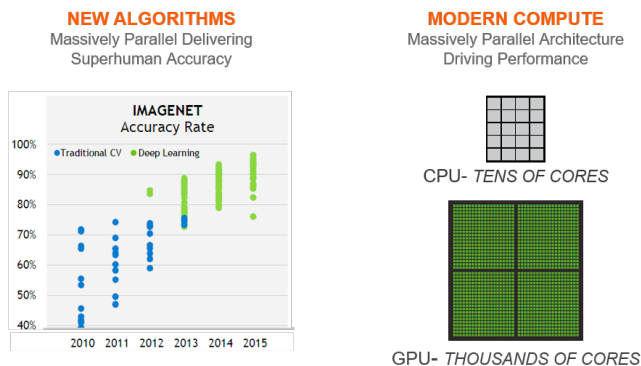 NEW ALGORITHMS
Massively Parallel Delivering
Superhuman Accuracy
IMAGENET
Accuracy Rate
Traditional CV
Deep Learning
100%
90%
80%
70%
60%
50%
40%
2010 2011 2012 2013 2014 2015
MODERN COMPUTE
Massively Parallel Architecture
Driving Performance
CPU- TENS OF CORES
GPU- THOUSANDS OF CORES